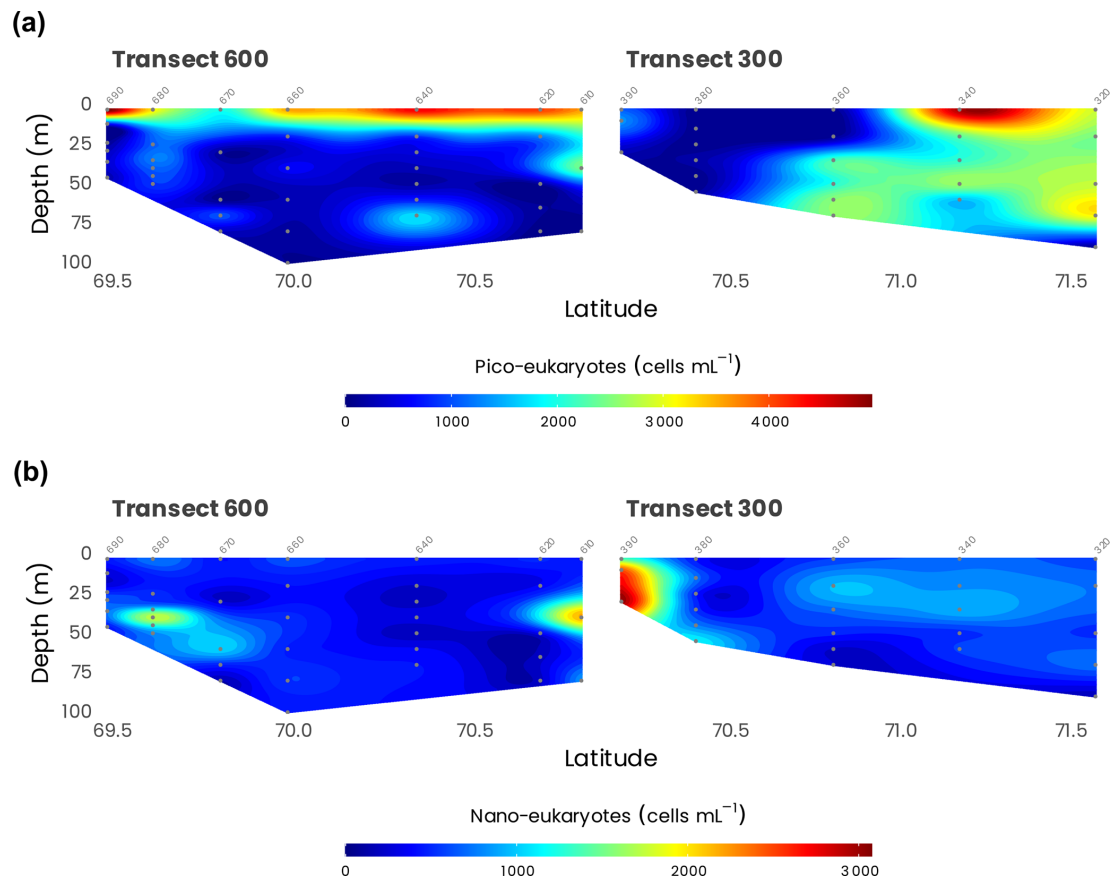 (a)
Transect 600 Transect 300
690 680 670 660 640 620 610 390 380 360 340 320
0
25
50
75
100
Depth (m)
69.5 70.0 70.5 70.5 71.0 71.5
Latitude
Pico-eukaryotes (cells mL⁻¹)
0 1000 2000 3000 4000
(b)
Transect 600 Transect 300
690 680 670 660 640 620 610 390 380 360 340 320
0
25
50
75
100
Depth (m)
69.5 70.0 70.5 70.5 71.0 71.5
Latitude
Nano-eukaryotes (cells mL⁻¹)
0 1000 2000 3000